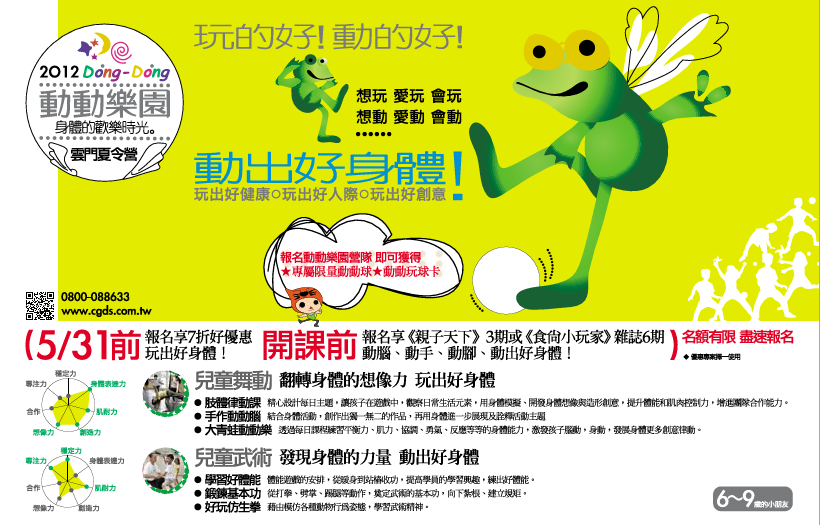 玩的好！動的好！
2012 Dong-Dong
動動樂園
身體的歡樂時光。
雲門夏令營
想玩 愛玩 會玩
想動 愛動 會動
••••••
動出好身體！
玩出好健康○玩出好人際○玩出好創意
報名動動樂園營隊 即可獲得
★專屬限量動動球★動動玩球卡
0800-088633
www.cgds.com.tw
(5/31前 報名享7折好優惠
玩出好身體！
開課前 報名享《親子天下》3期或《食尚小玩家》雜誌6期
動腦、動手、動腳、動出好身體！)
名額有限 盡速報名
◆ 優惠專案擇一使用
穩定力
專注力
身體表達力
合作
肌耐力
想像力
創造力
兒童舞動 翻轉身體的想像力 玩出好身體
● 肢體律動課 精心設計每日主題，讓孩子在遊戲中，觀察日常生活元素，用身體模擬、開發身體想像與造形創意，提升體能和肌肉控制力，增進團隊合作能力。
● 手作動動腦 結合身體活動，創作出獨一無二的作品，再用身體進一步展現及詮釋活動主題
● 大青蛙動動樂 透過每日課程練習平衡力、肌力、協調、勇氣、反應等等的身體能力，激發孩子腦動，身動，發展身體更多創意律動。
穩定力
專注力
身體表達力
合作
肌耐力
想像力
創造力
兒童武術 發現身體的力量 動出好身體
● 學習好體能 體能遊戲的安排，從暖身到站樁收功，提高學員的學習興趣，練出好體能。
● 鍛鍊基本功 從打拳、劈掌、踢腿等動作，奠定武術的基本功，向下紮根、建立規矩。
● 好玩仿生拳 藉由模仿各種動物行為姿態，學習武術精神。
6～9歲的小朋友